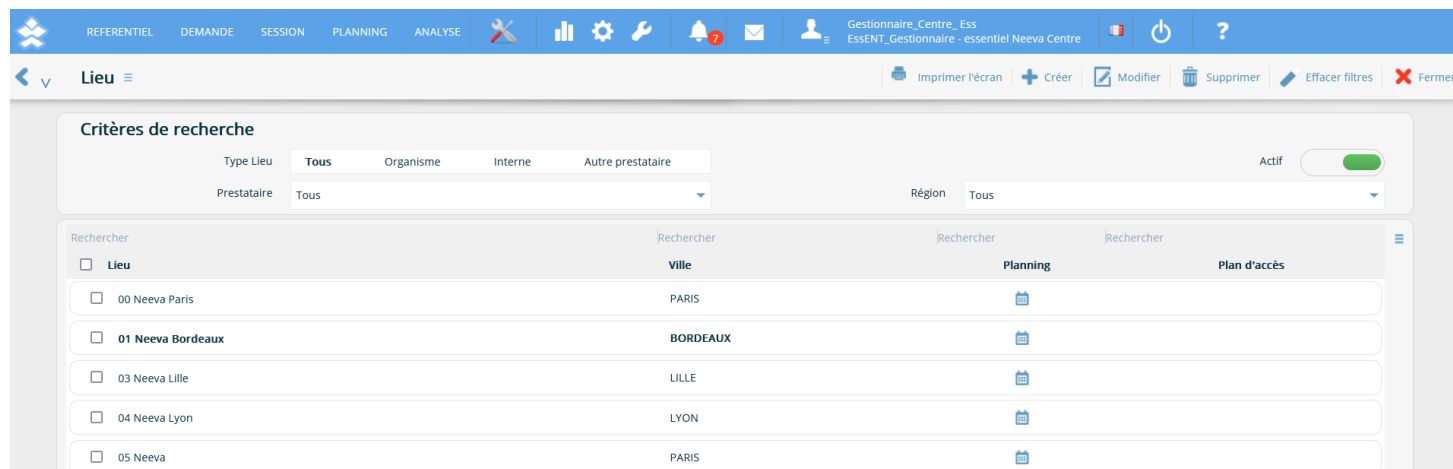 REFERENTIEL DEMANDE SESSION PLANNING ANALYSE 7 Gestionnaire_Centre_ Ess ?
EssENT_Gestionnaire - essentiel Neeva Centre
Lieu Imprimer l'écran Créer Modifier Supprimer Effacer filtres Fermer
Critères de recherche
Type Lieu Tous Organisme Interne Autre prestataire Actif
Prestataire Tous Région Tous
Rechercher Rechercher Rechercher Rechercher
Lieu Ville Planning Plan d'accès
00 Neeva Paris PARIS
01 Neeva Bordeaux BORDEAUX
03 Neeva Lille LILLE
04 Neeva Lyon LYON
05 Neeva PARIS